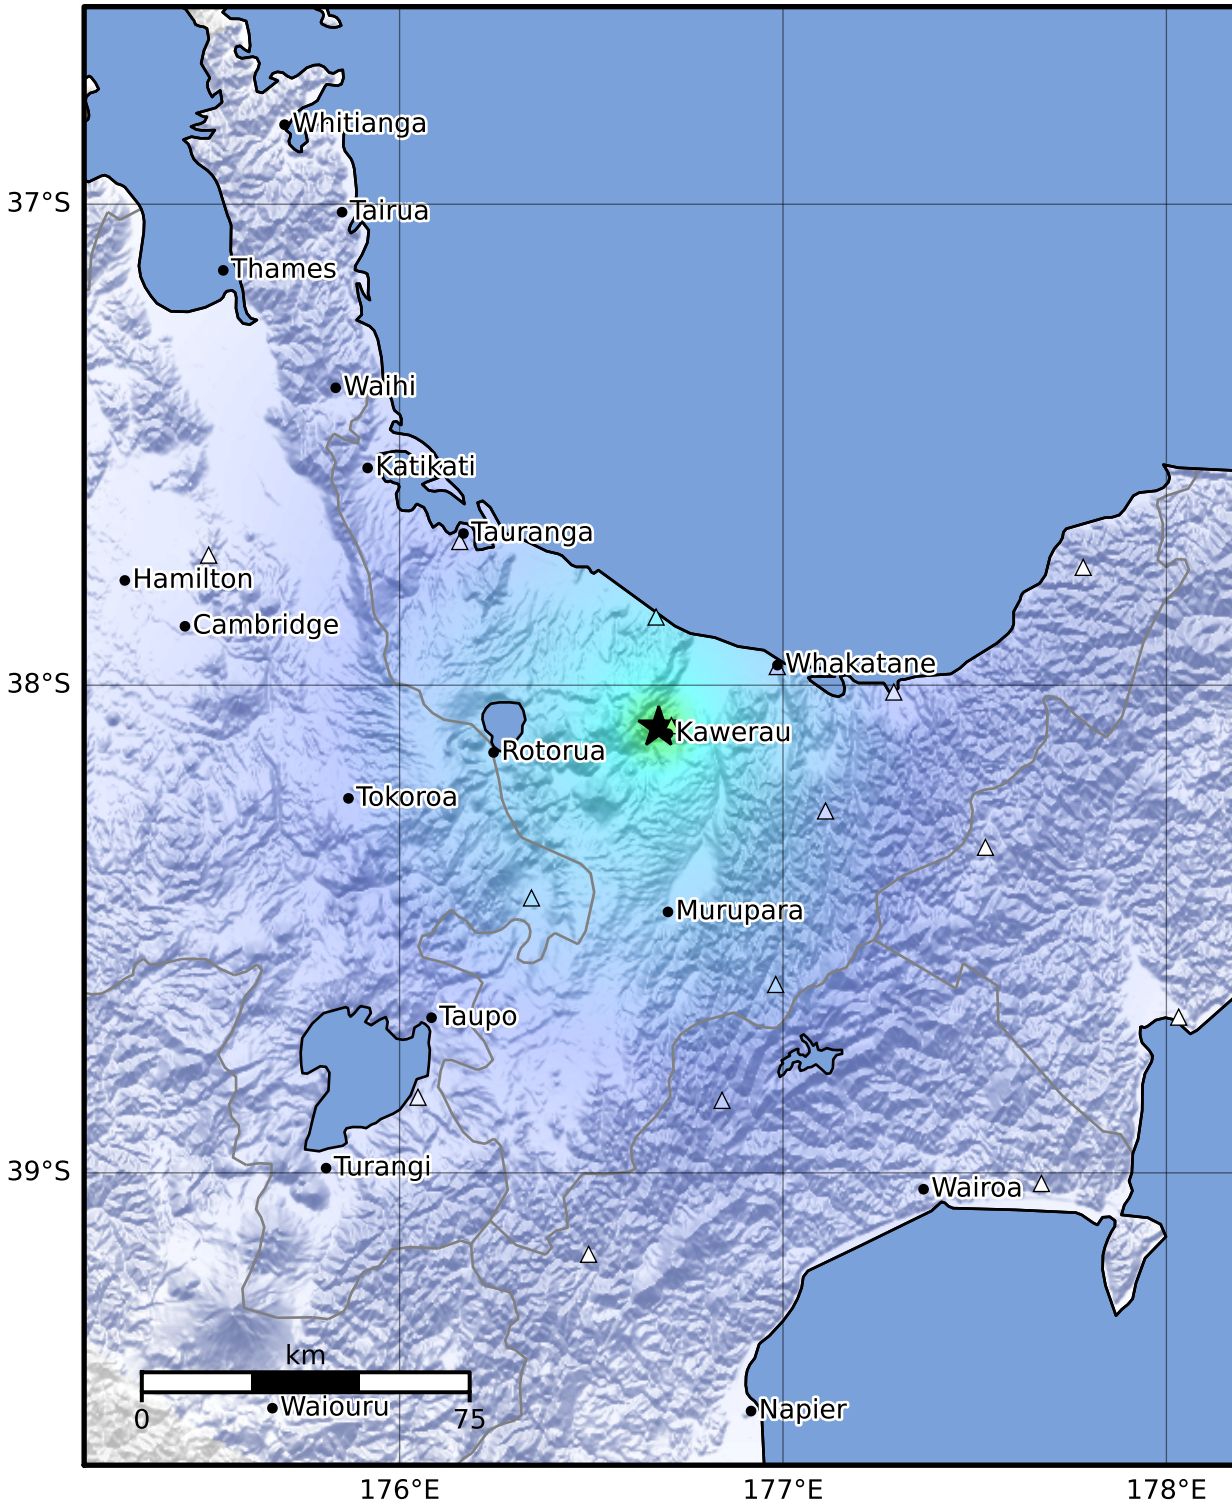 Whitianga
37°S
Tairua
Thames
Waihi
Katikati
Tauranga
Hamilton
Cambridge
Whakatane
38°S
Kawerau
Rotorua
Tokoroa
Murupara
Taupo
Turangi
39°S
Wairoa
km
0
75
Waiouru
Napier
176°E
177°E
178°E